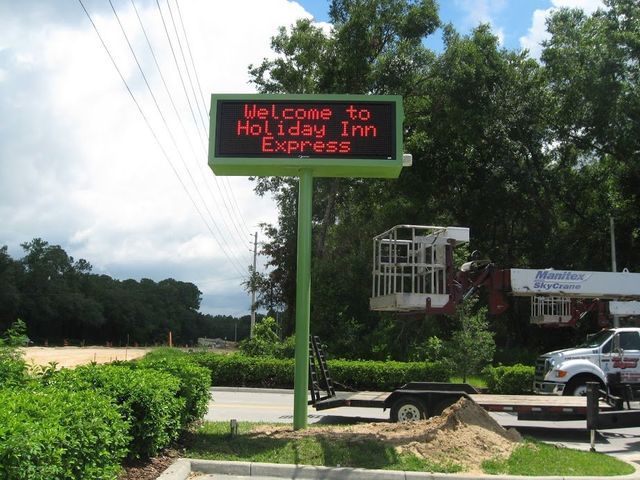 Welcome to
Holiday Inn
Express
Manitex
SkyCrane